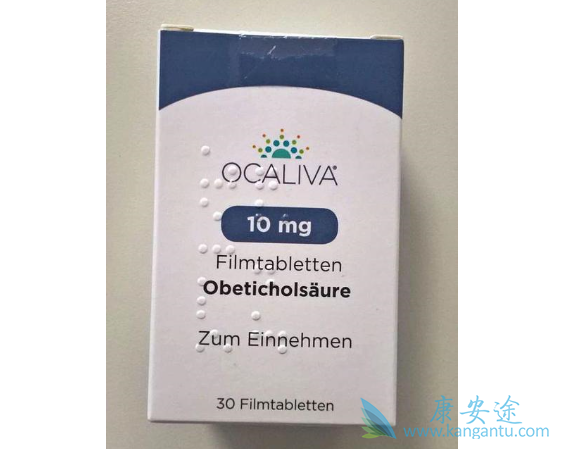 OCALIVA®
10 mg
Filmtabletten
Obeticholsäure
Zum Einnehmen
30 Filmtabletten
康安途
www.kangantu.com